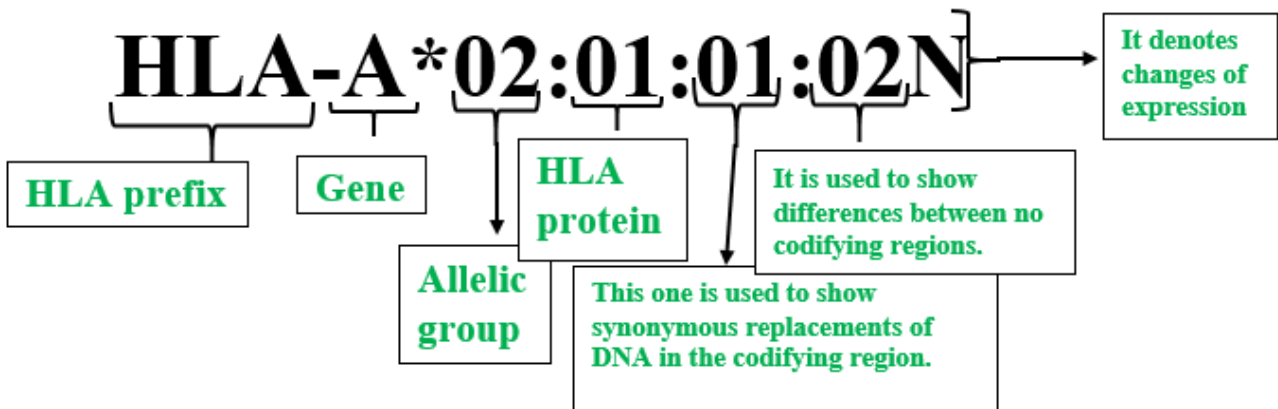 HLA-A*02:01:01:02N
It denotes
changes of
expression
HLA prefix
Gene
Allelic
group
HLA
protein
This one is used to show
synonymous replacements of
DNA in the codifying region.
It is used to show
differences between no
codifying regions.